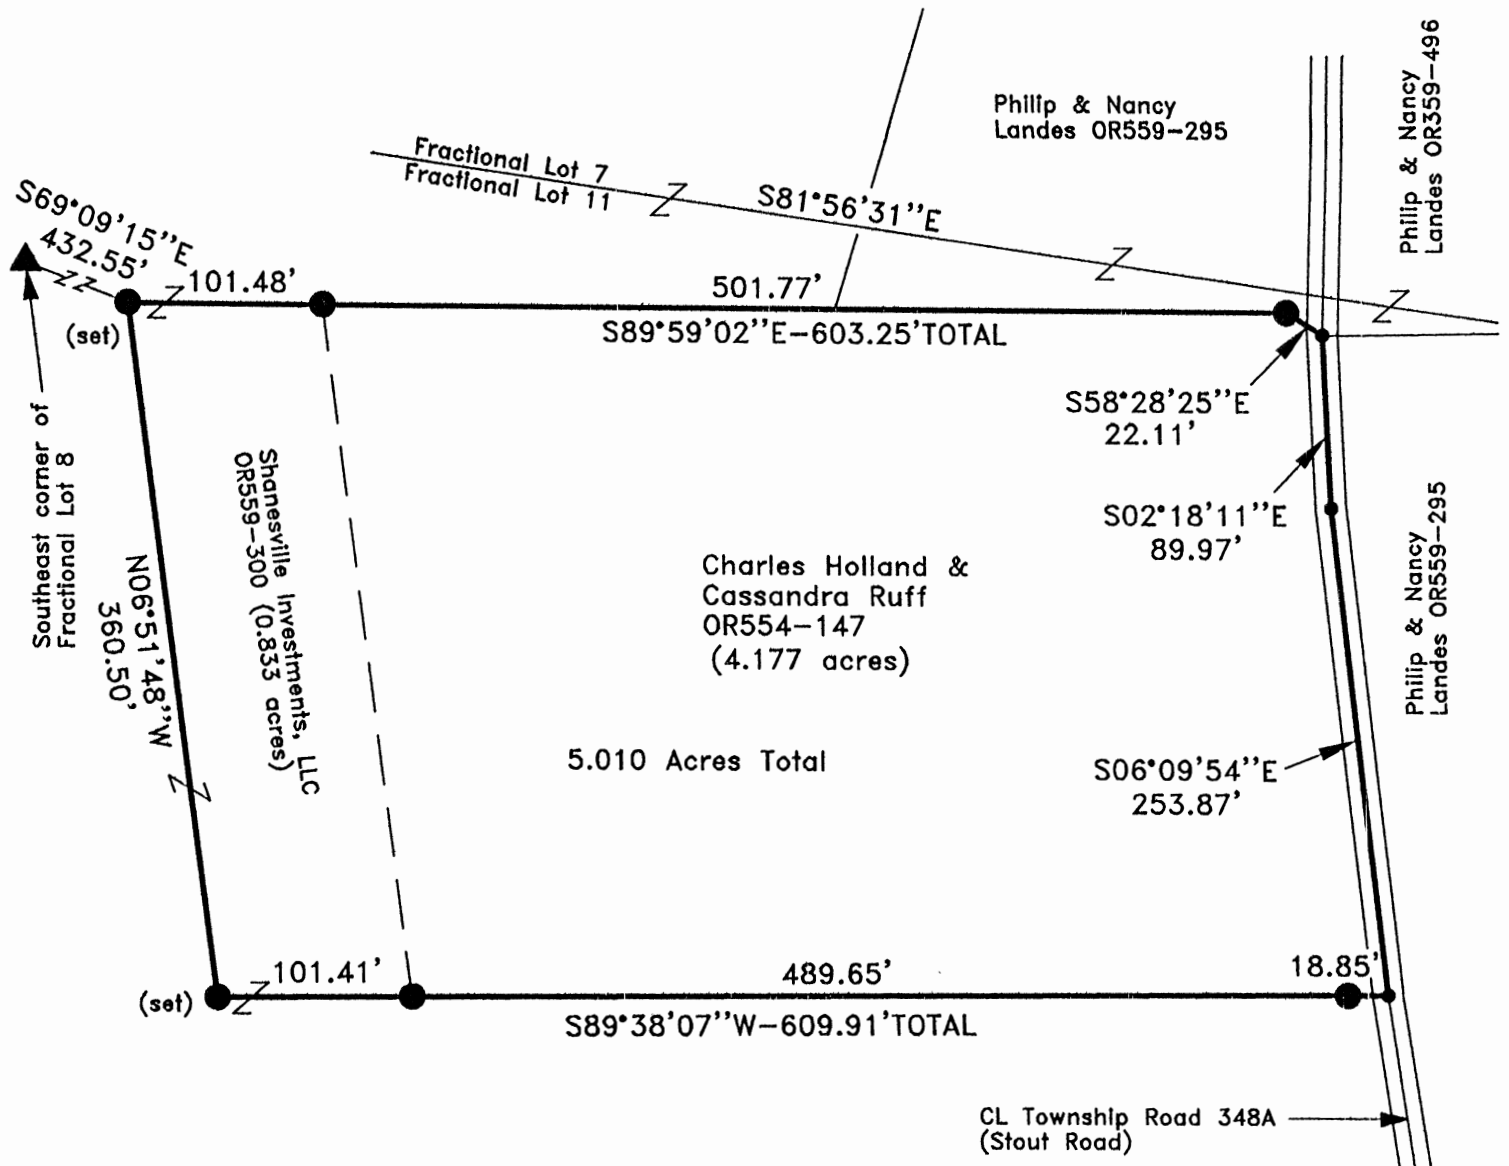 Philip & Nancy
Landes OR559-295
Philip & Nancy
Landes OR359-496
Fractional Lot 7
Fractional Lot 11
S81°56'31"E
S69°09'15"E
432.55'
101.48'
501.77'
(set)
S89°59'02"E-603.25'TOTAL
S58°28'25"E
22.11'
Southeast corner of
Fractional Lot 8
Shanesville Investments, LLC
OR559-300 (0.833 acres)
N06°51'48"W
360.50'
S02°18'11"E
89.97'
Charles Holland &
Cassandra Ruff
OR554-147
(4.177 acres)
Philip & Nancy
Landes OR559-295
5.010 Acres Total
S06°09'54"E
253.87'
101.41'
489.65'
18.85'
(set)
S89°38'07"W-609.91'TOTAL
CL Township Road 348A
(Stout Road)